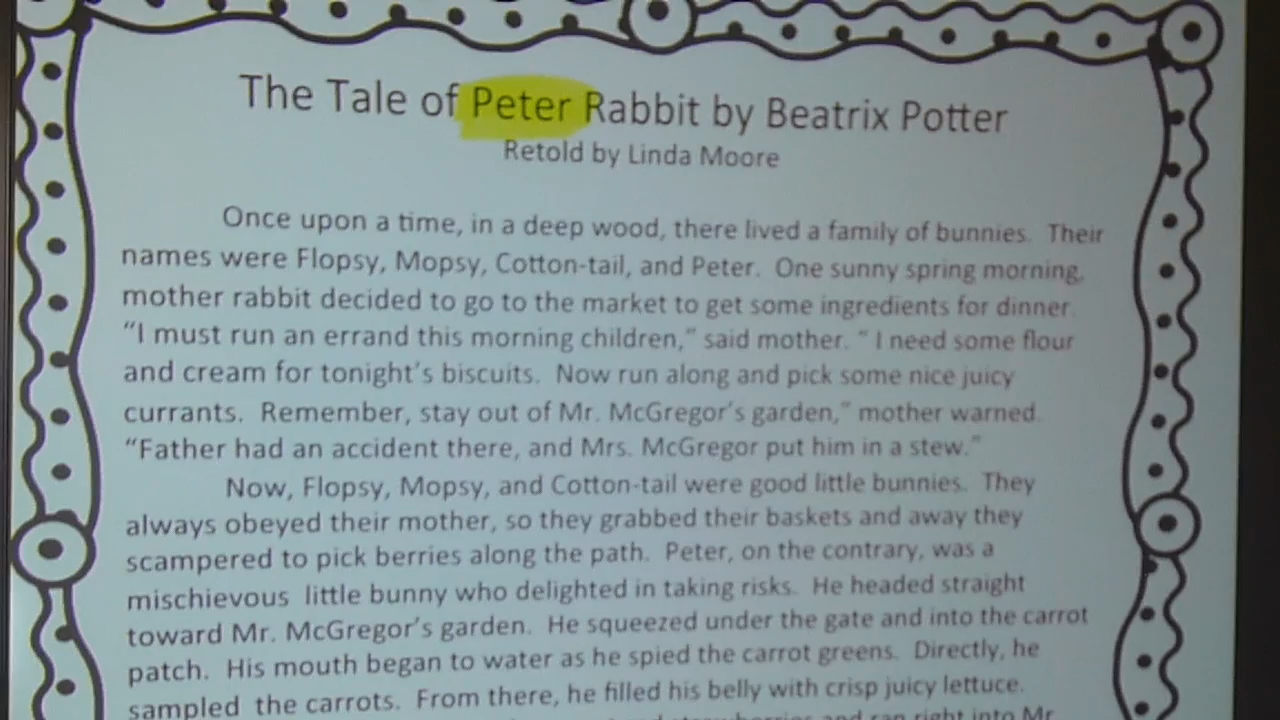 The Tale of Peter Rabbit by Beatrix Potter
Retold by Linda Moore
Once upon a time, in a deep wood, there lived a family of bunnies. Their
names were Flopsy, Mopsy, Cotton-tail, and Peter. One sunny spring morning,
mother rabbit decided to go to the market to get some ingredients for dinner.
“I must run an errand this morning children,” said mother. “ I need some flour
and cream for tonight’s biscuits. Now run along and pick some nice juicy
currants. Remember, stay out of Mr. McGregor’s garden,” mother warned.
“Father had an accident there, and Mrs. McGregor put him in a stew.”
Now, Flopsy, Mopsy, and Cotton-tail were good little bunnies. They
always obeyed their mother, so they grabbed their baskets and away they
scampered to pick berries along the path. Peter, on the contrary, was a
mischievous little bunny who delighted in taking risks. He headed straight
toward Mr. McGregor’s garden. He squeezed under the gate and into the carrot
patch. His mouth began to water as he spied the carrot greens. Directly, he
sampled the carrots. From there, he filled his belly with crisp juicy lettuce.
and ran right into Mr.